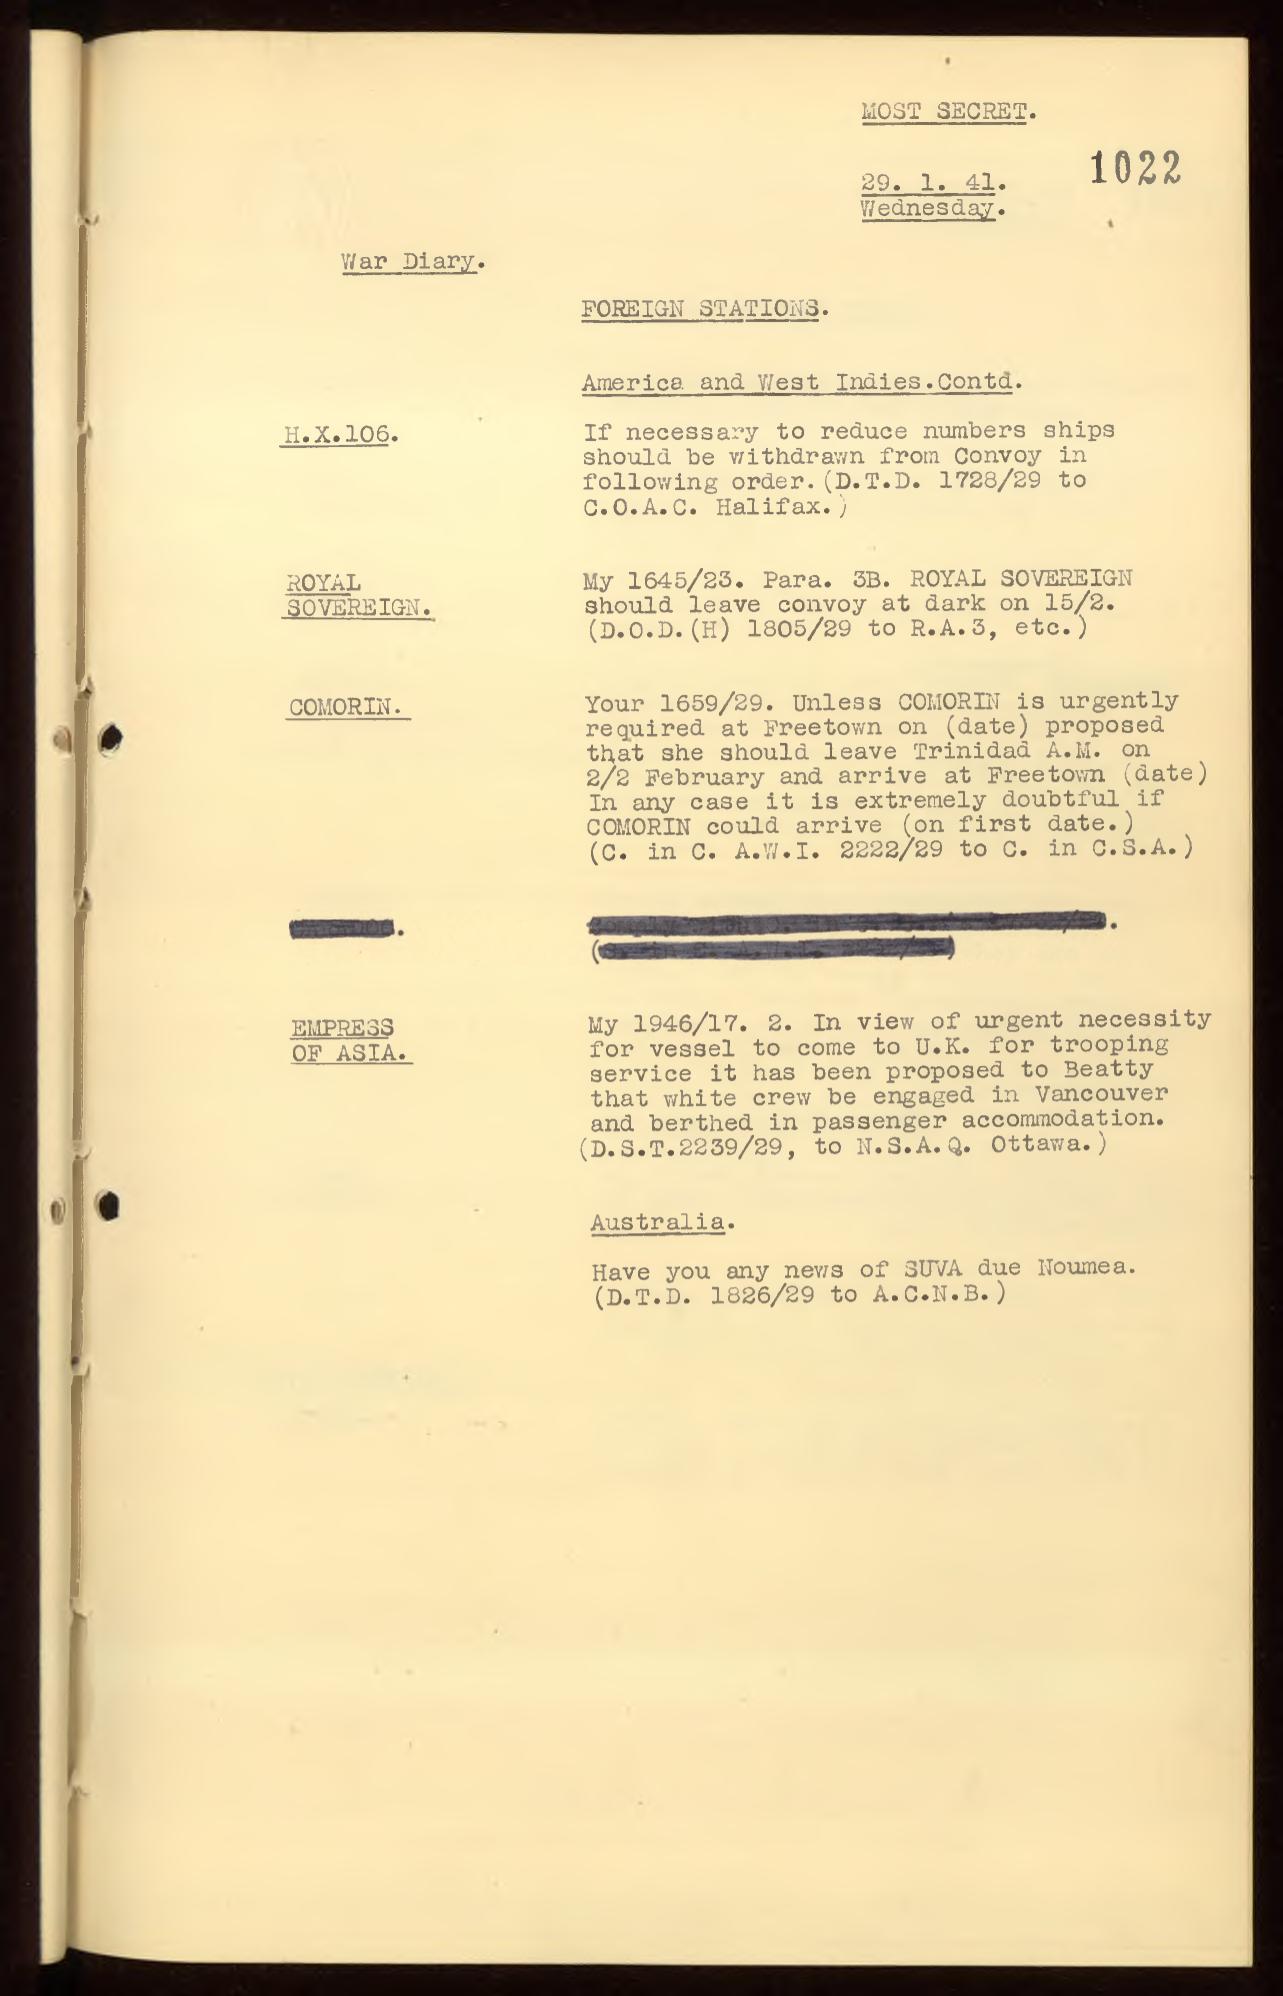 MOST SECRET.
1022
29. 1. 41.
Wednesday.
War Diary.
FOREIGN STATIONS.
America and West Indies.Contd.
H.X.106.
If necessary to reduce numbers ships
should be withdrawn from Convoy in
following order.(D.T.D. 1728/29 to
C.O.A.C. Halifax.)
ROYAL
SOVEREIGN.
My 1645/23. Para. 3B. ROYAL SOVEREIGN
should leave convoy at dark on 15/2.
(D.O.D.(H) 1805/29 to R.A.3, etc.)
COMORIN.
Your 1659/29. Unless COMORIN is urgently
required at Freetown on (date) proposed
that she should leave Trinidad A.M. on
2/2 February and arrive at Freetown (date)
In any case it is extremely doubtful if
COMORIN could arrive (on first date.)
(C. in C. A.W.I. 2222/29 to C. in C.S.A.)
EMPRESS
OF ASIA.
My 1946/17. 2. In view of urgent necessity
for vessel to come to U.K. for trooping
service it has been proposed to Beatty
that white crew be engaged in Vancouver
and berthed in passenger accommodation.
(D.S.T.2239/29, to N.S.A.Q. Ottawa.)
Australia.
Have you any news of SUVA due Noumea.
(D.T.D. 1826/29 to A.C.N.B.)